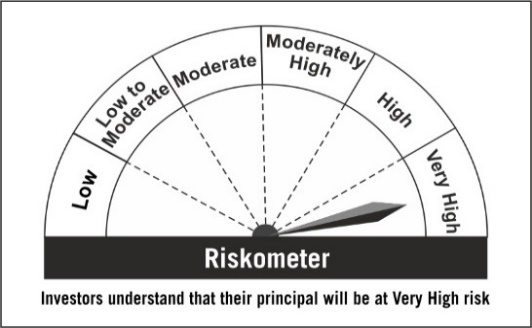 Low
Low to
Moderate
Moderate
Moderately
High
High
Very High
Riskometer
Investors understand that their principal will be at Very High risk